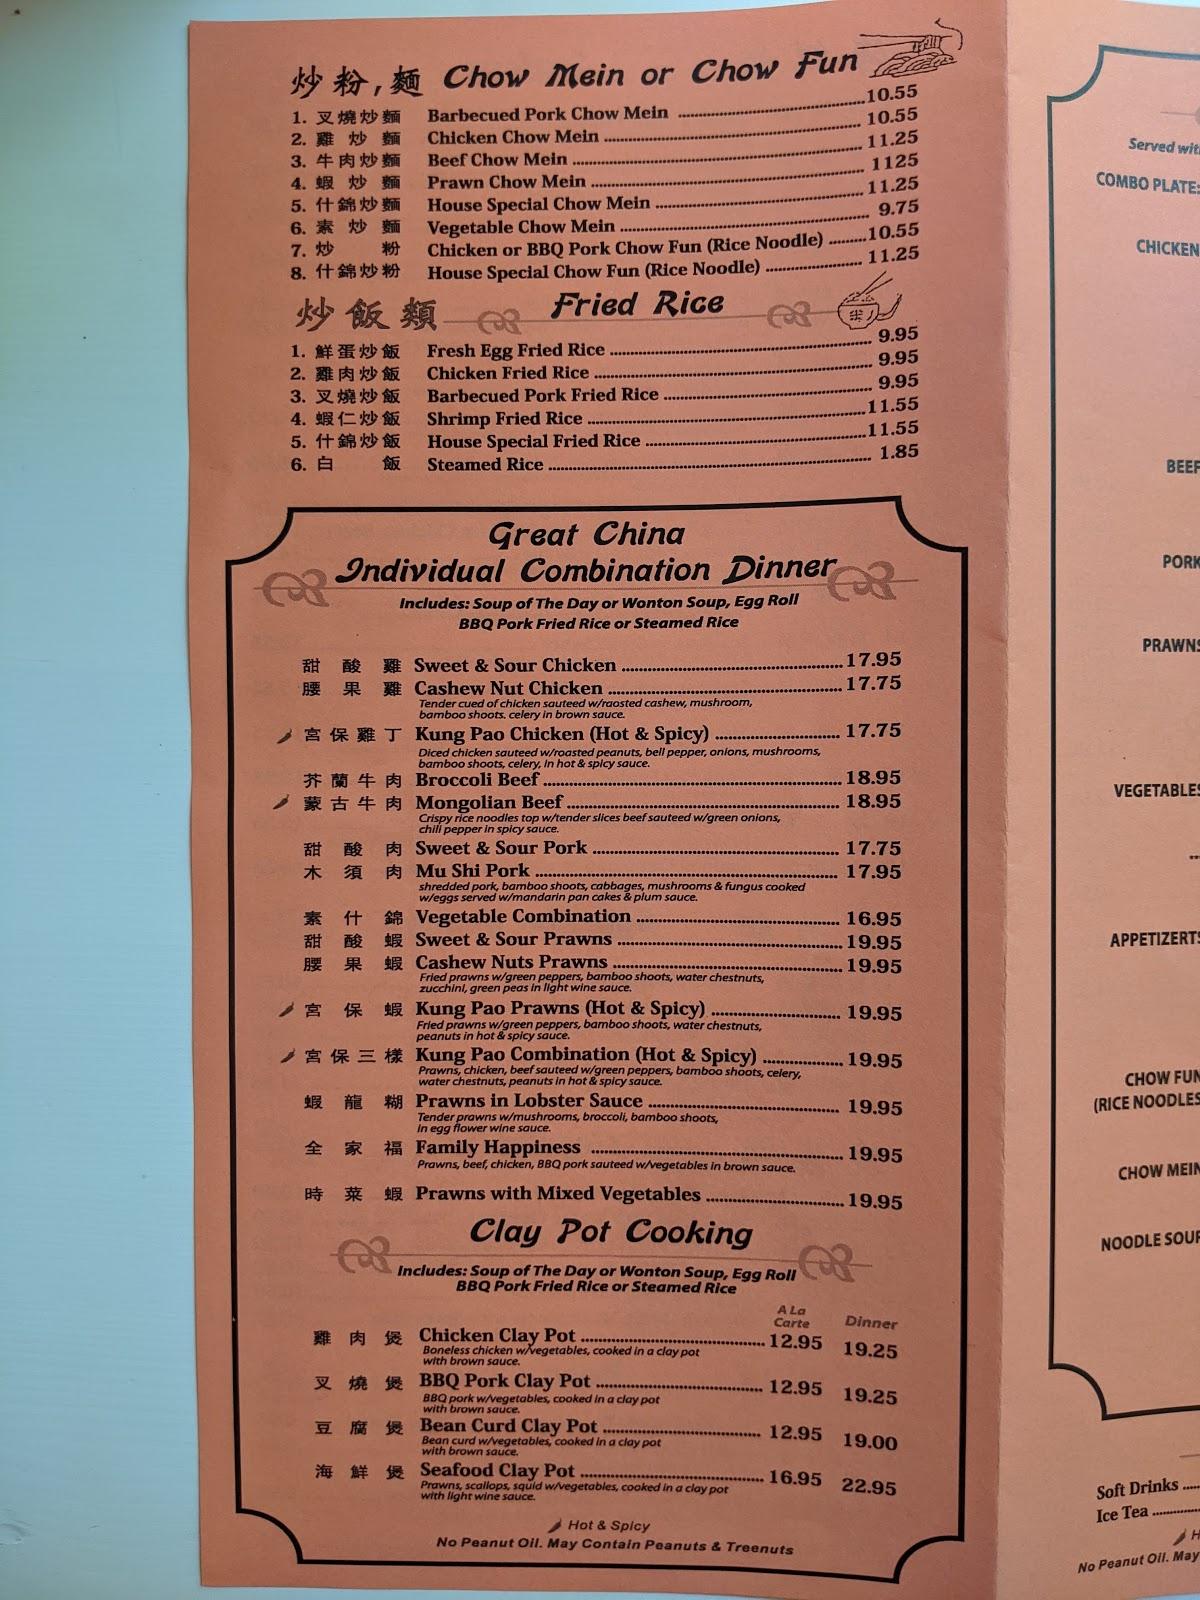 炒粉,麵 Chow Mein or Chow Fun
1. 叉燒炒麵 Barbecued Pork Chow Mein 10.55
2. 雞炒麵 Chicken Chow Mein 10.55
3. 牛肉炒麵 Beef Chow Mein 11.25
4. 蝦炒麵 Prawn Chow Mein 1125
5. 什錦炒麵 House Special Chow Mein 11.25
6. 素炒麵 Vegetable Chow Mein 9.75
7. 炒粉 Chicken or BBQ Pork Chow Fun (Rice Noodle) 10.55
8. 什錦炒粉 House Special Chow Fun (Rice Noodle) 11.25
炒飯類 Fried Rice
1. 鮮蛋炒飯 Fresh Egg Fried Rice 9.95
2. 雞肉炒飯 Chicken Fried Rice 9.95
3. 叉燒炒飯 Barbecued Pork Fried Rice 9.95
4. 蝦仁炒飯 Shrimp Fried Rice 11.55
5. 什錦炒飯 House Special Fried Rice 11.55
6. 白飯 Steamed Rice 1.85
Great China
Individual Combination Dinner
Includes: Soup of The Day or Wonton Soup, Egg Roll
BBQ Pork Fried Rice or Steamed Rice
甜酸雞 Sweet & Sour Chicken 17.95
腰果雞 Cashew Nut Chicken 17.75
Tender cued of chicken sauteed w/raosted cashew, mushroom,
bamboo shoots. celery in brown sauce.
宮保雞丁 Kung Pao Chicken (Hot & Spicy) 17.75
Diced chicken sauteed w/roasted peanuts, bell pepper, onions, mushrooms,
bamboo shoots, celery, in hot & spicy sauce.
芥蘭牛肉 Broccoli Beef 18.95
蒙古牛肉 Mongolian Beef 18.95
Crispy rice noodles top w/tender slices beef sauteed w/green onions,
chili pepper in spicy sauce.
甜酸肉 Sweet & Sour Pork 17.75
木須肉 Mu Shi Pork 17.95
shredded pork, bamboo shoots, cabbages, mushrooms & fungus cooked
w/eggs served w/mandarin pan cakes & plum sauce.
素什錦 Vegetable Combination 16.95
甜酸蝦 Sweet & Sour Prawns 19.95
腰果蝦 Cashew Nuts Prawns 19.95
Fried prawns w/green peppers, bamboo shoots, water chestnuts,
zucchini, green peas in light wine sauce.
宮保蝦 Kung Pao Prawns (Hot & Spicy) 19.95
Fried prawns w/green peppers, bamboo shoots, water chestnuts,
peanuts in hot & spicy sauce.
宮保三樣 Kung Pao Combination (Hot & Spicy) 19.95
Prawns, chicken, beef sauteed w/green peppers, bamboo shoots, celery,
water chestnuts, peanuts in hot & spicy sauce.
蝦龍糊 Prawns in Lobster Sauce 19.95
Tender prawns w/mushrooms, broccoli, bamboo shoots,
in egg flower wine sauce.
全家福 Family Happiness 19.95
Prawns, beef, chicken, BBQ pork sauteed w/vegetables in brown sauce.
時菜蝦 Prawns with Mixed Vegetables 19.95
Clay Pot Cooking
Includes: Soup of The Day or Wonton Soup, Egg Roll
BBQ Pork Fried Rice or Steamed Rice
A La
Carte Dinner
雞肉煲 Chicken Clay Pot 12.95 19.25
Boneless chicken w/vegetables, cooked in a clay pot
with brown sauce.
叉燒煲 BBQ Pork Clay Pot 12.95 19.25
BBQ pork w/vegetables, cooked in a clay pot
with brown sauce.
豆腐煲 Bean Curd Clay Pot 12.95 19.00
Bean curd w/vegetables, cooked in a clay pot
with brown sauce.
海鮮煲 Seafood Clay Pot 16.95 22.95
Prawns, scallops, squid w/vegetables, cooked in a clay pot
with light wine sauce.
Hot & Spicy
No Peanut Oil. May Contain Peanuts & Treenuts
Served with
COMBO PLATE:
CHICKEN
BEEF
PORK
PRAWNS
VEGETABLES
APPETIZERTS
CHOW FUN
(RICE NOODLES
CHOW MEIN
NOODLE SOUP
Soft Drinks
Ice Tea
H
No Peanut Oil. May